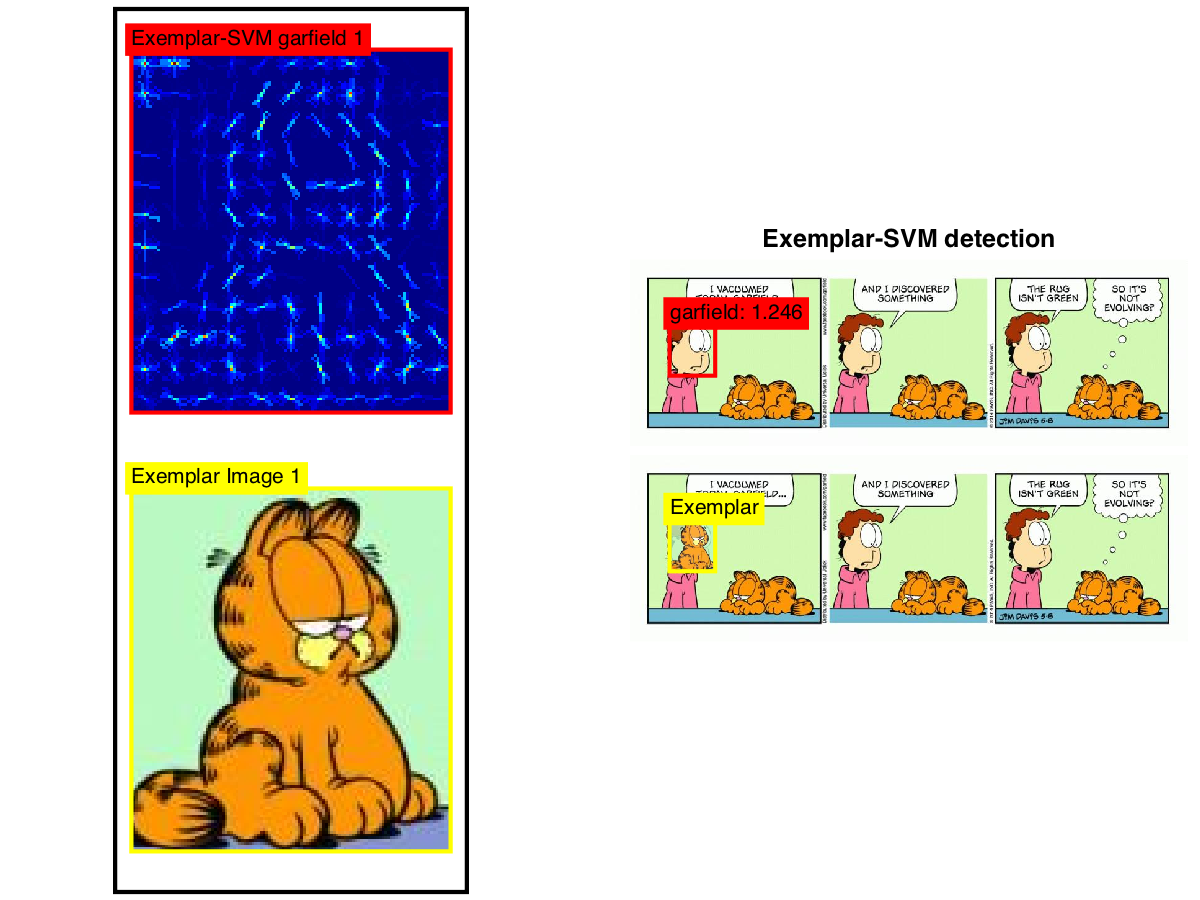 Exemplar-SVM garfield 1
Exemplar Image 1
Exemplar-SVM detection
I VACUUMED
garfield: 1.246
AND I DISCOVERED
SOMETHING
THE RUG
ISN'T GREEN
SO IT'S
NOT
EVOLVING?
JIM DAVIS 5-8
I VACUUMED
TODAY, GARFIELD...
Exemplar
AND I DISCOVERED
SOMETHING
THE RUG
ISN'T GREEN
SO IT'S
NOT
EVOLVING?
JIM DAVIS 5-8